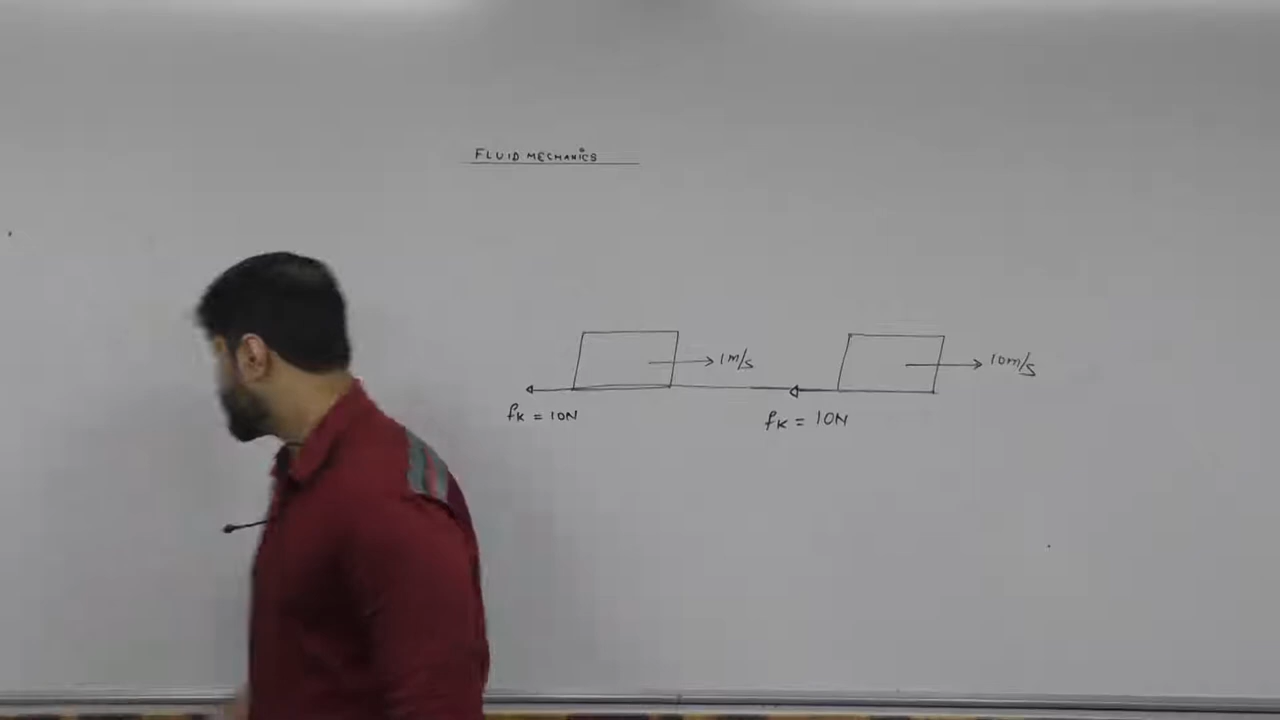 FLUID MECHANICS
1m/s
10m/s
fK = 10N
fK = 10N